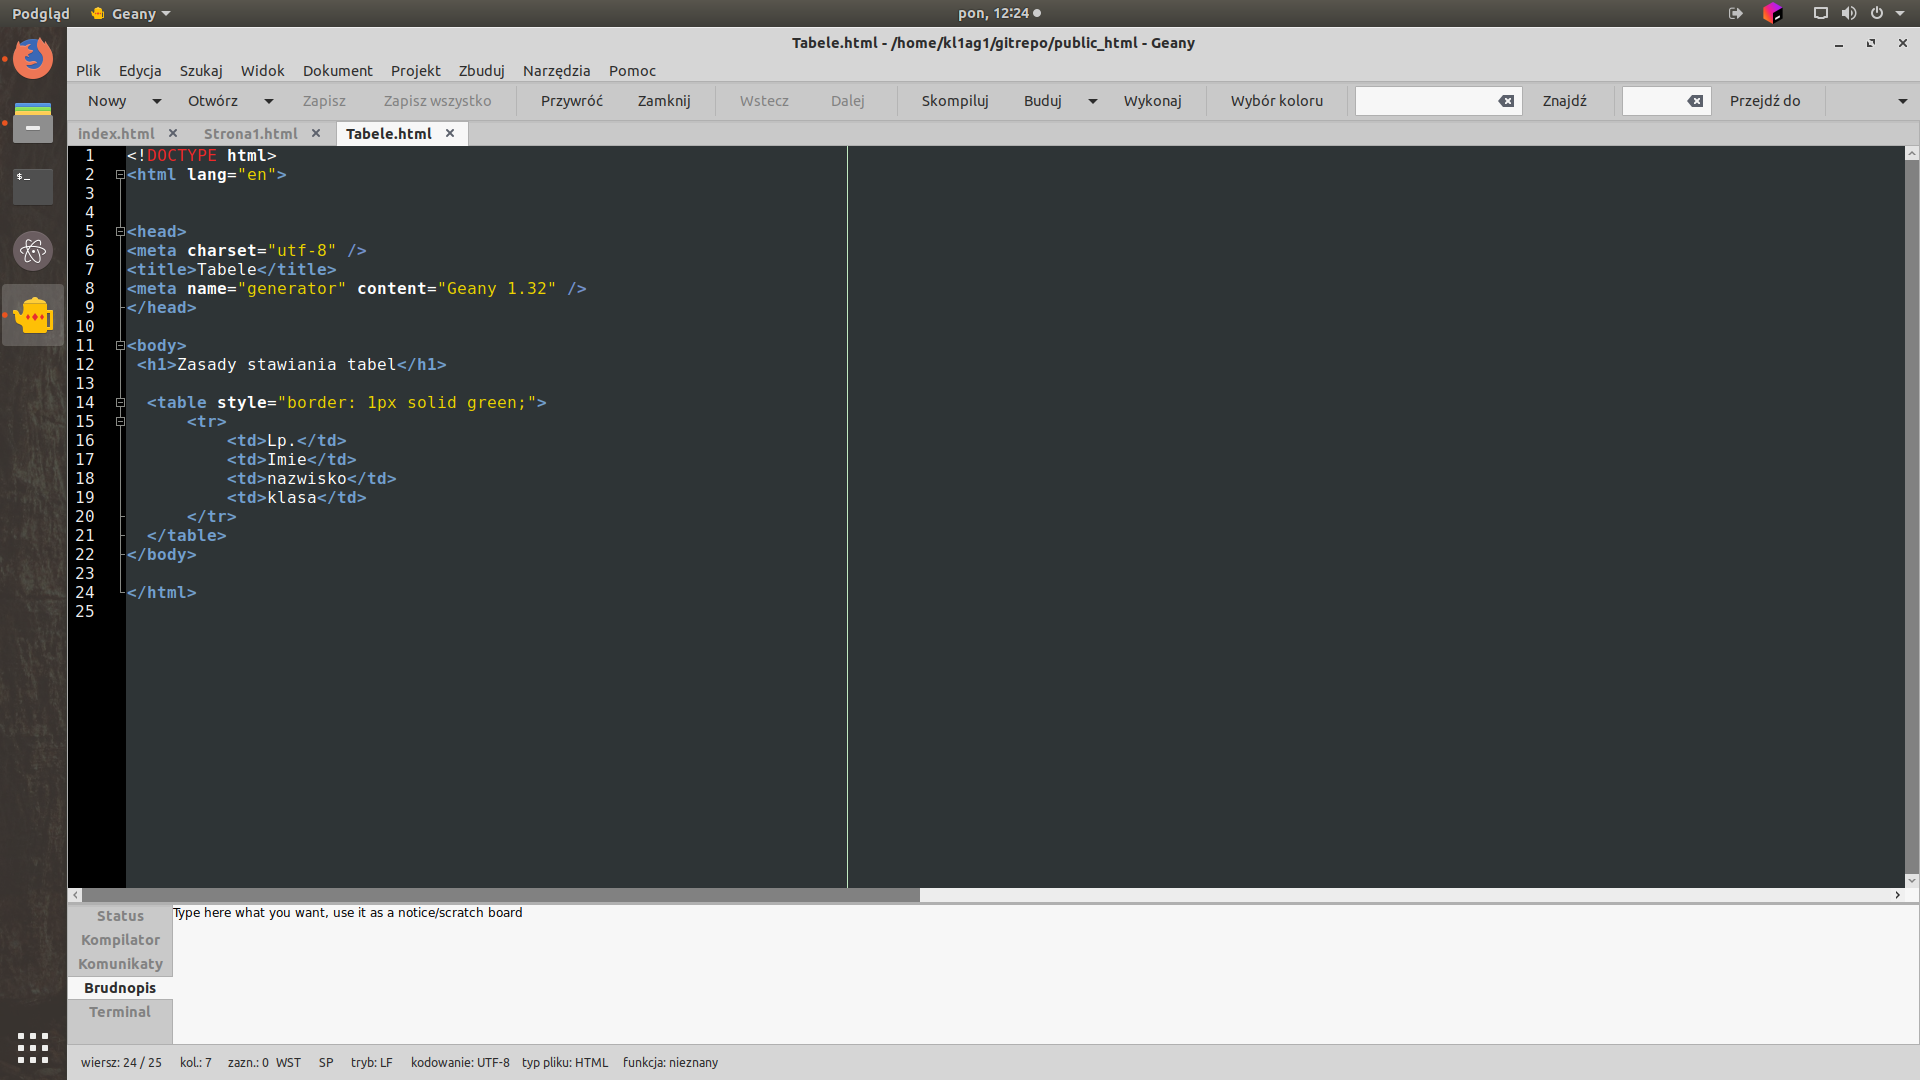 Podgląd Geany pon, 12:24
Tabele.html - /home/kl1ag1/gitrepo/public_html - Geany
Plik Edycja Szukaj Widok Dokument Projekt Zbuduj Narzędzia Pomoc
Nowy Otwórz Zapisz Zapisz wszystko Przywróć Zamknij Wstecz Dalej Skompiluj Buduj Wykonaj Wybór koloru Znajdź Przejdź do
index.html Strona1.html Tabele.html
1 <!DOCTYPE html>
2 <html lang="en">
3
4
5 <head>
6 <meta charset="utf-8" />
7 <title>Tabele</title>
8 <meta name="generator" content="Geany 1.32" />
9 </head>
10
11 <body>
12 <h1>Zasady stawiania tabel</h1>
13
14 <table style="border: 1px solid green;">
15 <tr>
16 <td>Lp.</td>
17 <td>Imie</td>
18 <td>nazwisko</td>
19 <td>klasa</td>
20 </tr>
21 </table>
22 </body>
23
24 </html>
25
Status
Kompilator
Komunikaty
Brudnopis
Terminal
Type here what you want, use it as a notice/scratch board
wiersz: 24 / 25 kol.: 7 zazn.: 0 WST SP tryb: LF kodowanie: UTF-8 typ pliku: HTML funkcja: nieznany
$_